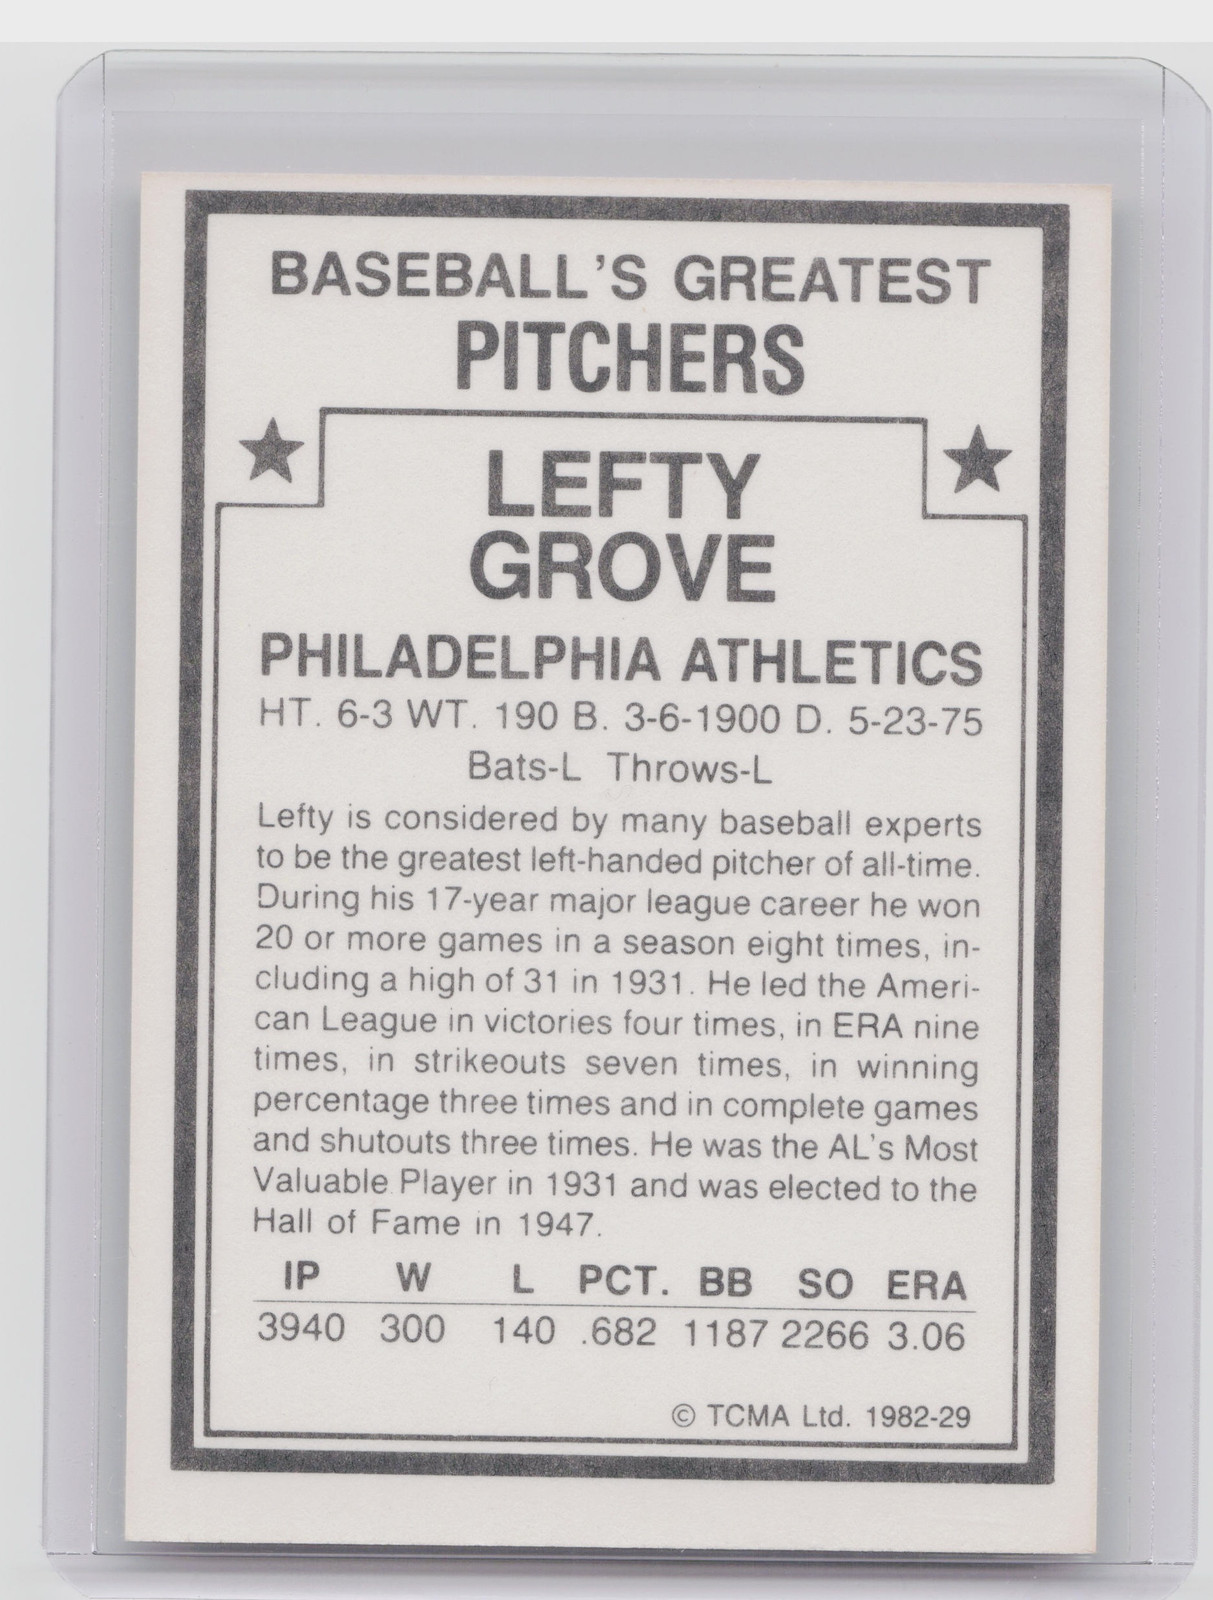 BASEBALL'S GREATEST
PITCHERS
LEFTY
GROVE
PHILADELPHIA ATHLETICS
HT. 6-3 WT. 190 B. 3-6-1900 D. 5-23-75
Bats-L Throws-L
Lefty is considered by many baseball experts
to be the greatest left-handed pitcher of all-time.
During his 17-year major league career he won
20 or more games in a season eight times, in-
cluding a high of 31 in 1931. He led the Ameri-
can League in victories four times, in ERA nine
times, in strikeouts seven times, in winning
percentage three times and in complete games
and shutouts three times. He was the AL's Most
Valuable Player in 1931 and was elected to the
Hall of Fame in 1947.
IP W L PCT. BB SO ERA
3940 300 140 .682 1187 2266 3.06
© TCMA Ltd. 1982-29